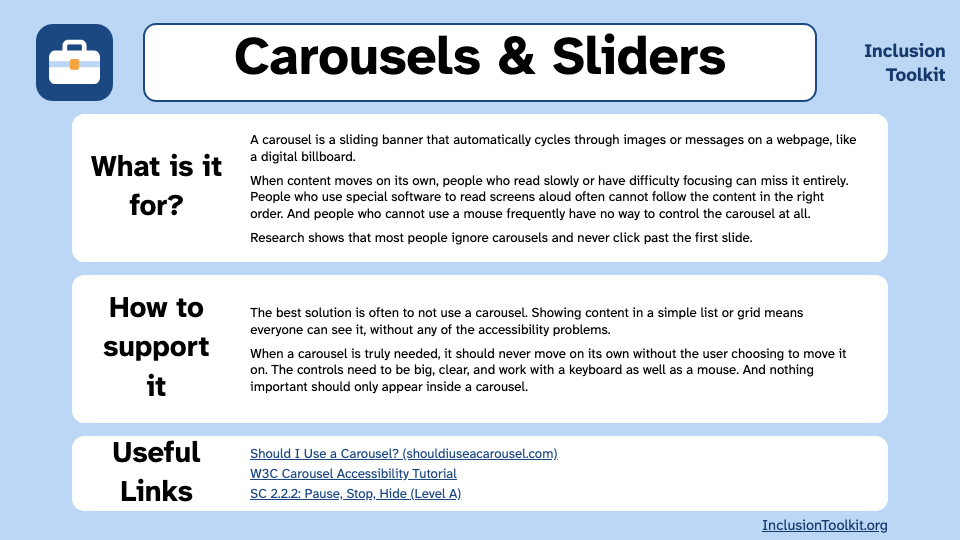 Carousels & Sliders
Inclusion
Toolkit
What is it
for?
A carousel is a sliding banner that automatically cycles through images or messages on a webpage, like
a digital billboard.
When content moves on its own, people who read slowly or have difficulty focusing can miss it entirely.
People who use special software to read screens aloud often cannot follow the content in the right
order. And people who cannot use a mouse frequently have no way to control the carousel at all.
Research shows that most people ignore carousels and never click past the first slide.
How to
support
it
The best solution is often to not use a carousel. Showing content in a simple list or grid means
everyone can see it, without any of the accessibility problems.
When a carousel is truly needed, it should never move on its own without the user choosing to move it
on. The controls need to be big, clear, and work with a keyboard as well as a mouse. And nothing
important should only appear inside a carousel.
Useful
Links
Should I Use a Carousel? (shouldiuseacarousel.com)
W3C Carousel Accessibility Tutorial
SC 2.2.2: Pause, Stop, Hide (Level A)
InclusionToolkit.org